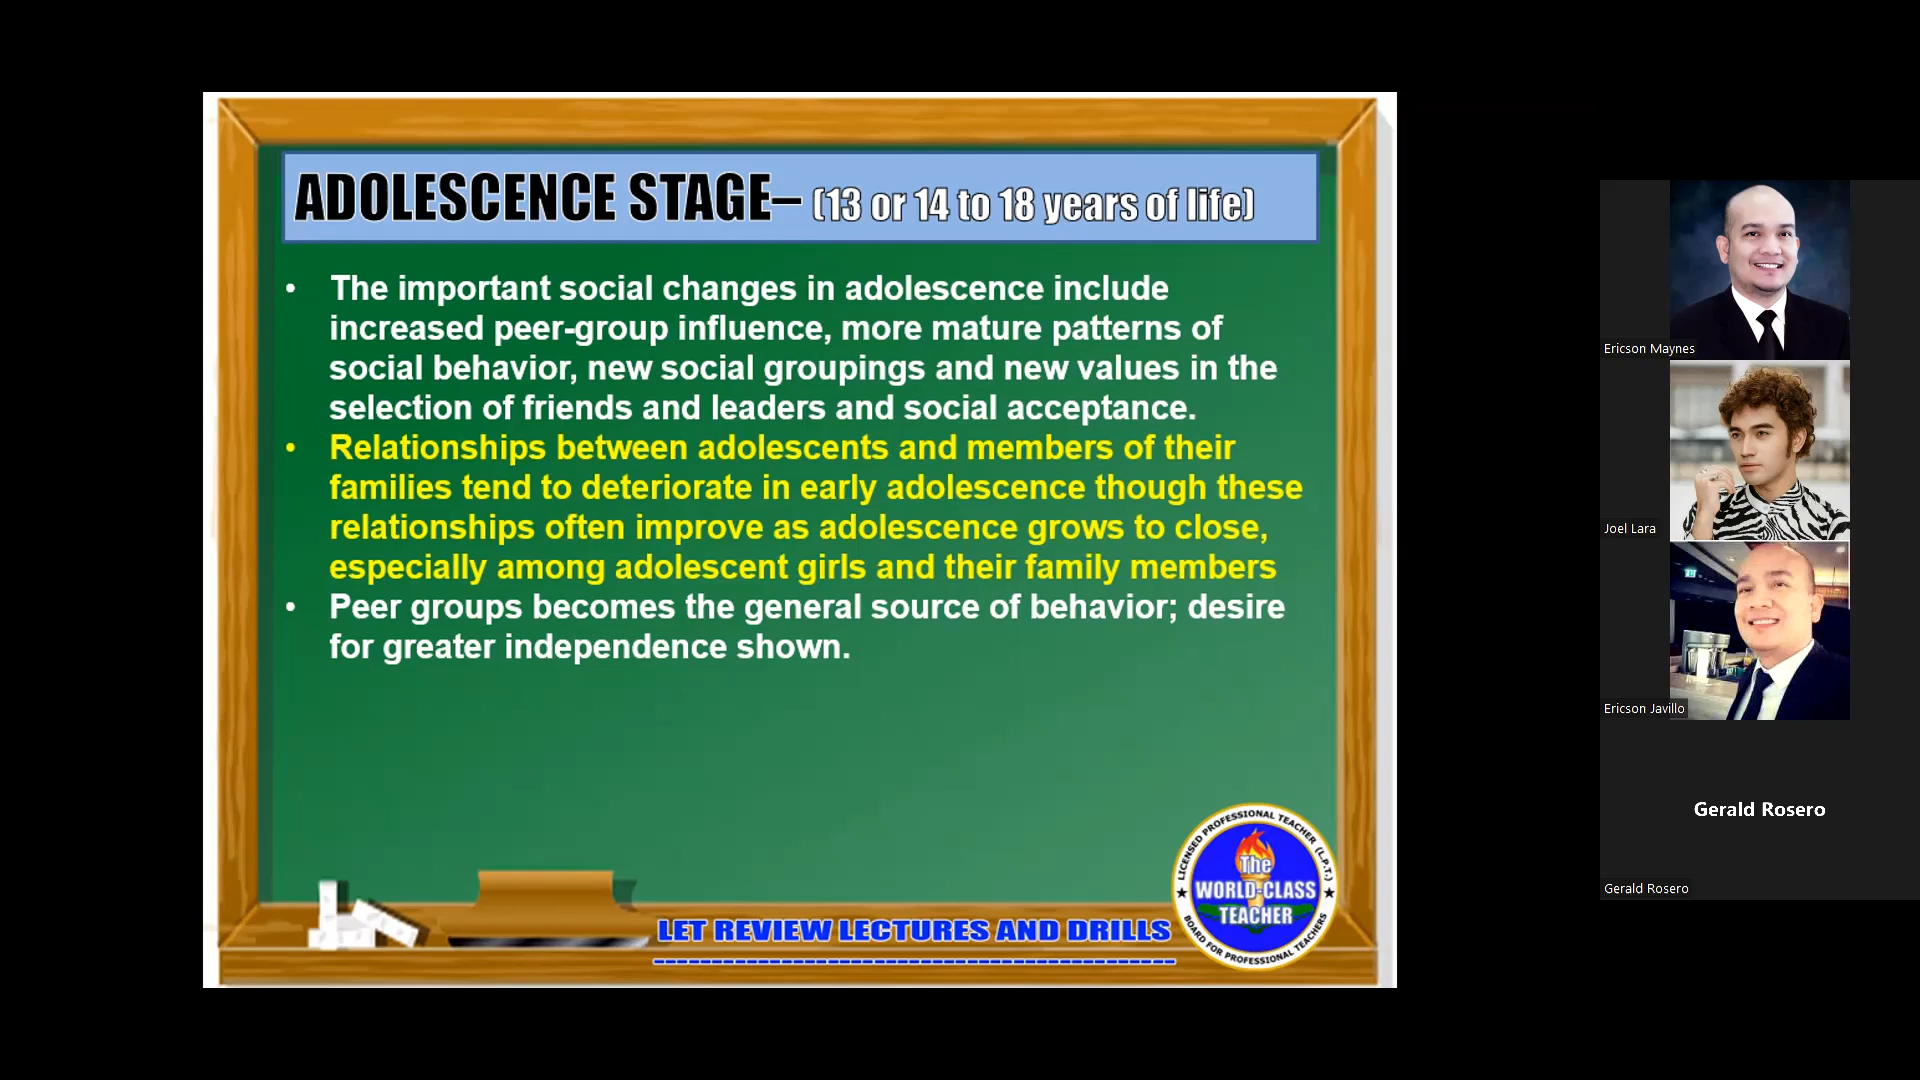 ADOLESCENCE STAGE– (13 or 14 to 18 years of life)
• The important social changes in adolescence include
increased peer-group influence, more mature patterns of
social behavior, new social groupings and new values in the
selection of friends and leaders and social acceptance.
• Relationships between adolescents and members of their
families tend to deteriorate in early adolescence though these
relationships often improve as adolescence grows to close,
especially among adolescent girls and their family members
• Peer groups becomes the general source of behavior; desire
for greater independence shown.
LET REVIEW LECTURES AND DRILLS
LICENSED PROFESSIONAL TEACHER (L.P.T.)
The
WORLD-CLASS
TEACHER
BOARD FOR PROFESSIONAL TEACHERS
Ericson Maynes
Joel Lara
Ericson Javillo
Gerald Rosero
Gerald Rosero